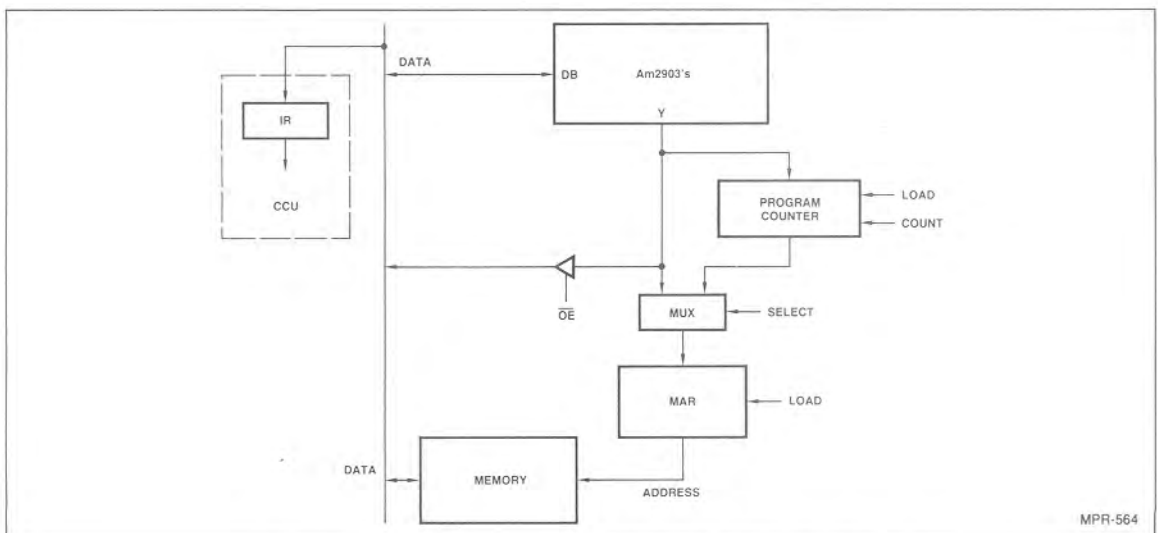 DATA
DB
Am2903's
Y
IR
CCU
PROGRAM
COUNTER
LOAD
COUNT
OE
MUX
SELECT
MAR
LOAD
DATA
MEMORY
ADDRESS
MPR-564